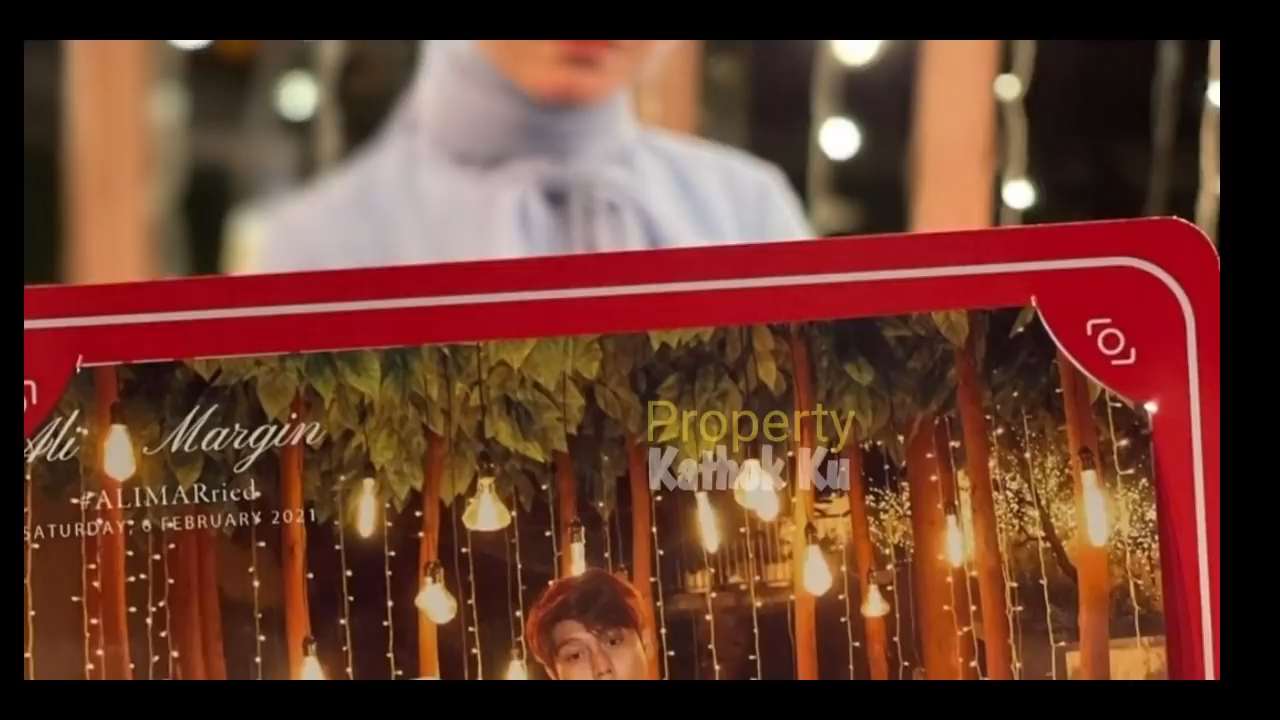 Property
Kathok Ku
Ali Margin
#ALIMARried
SATURDAY, 6 FEBRUARY 2021